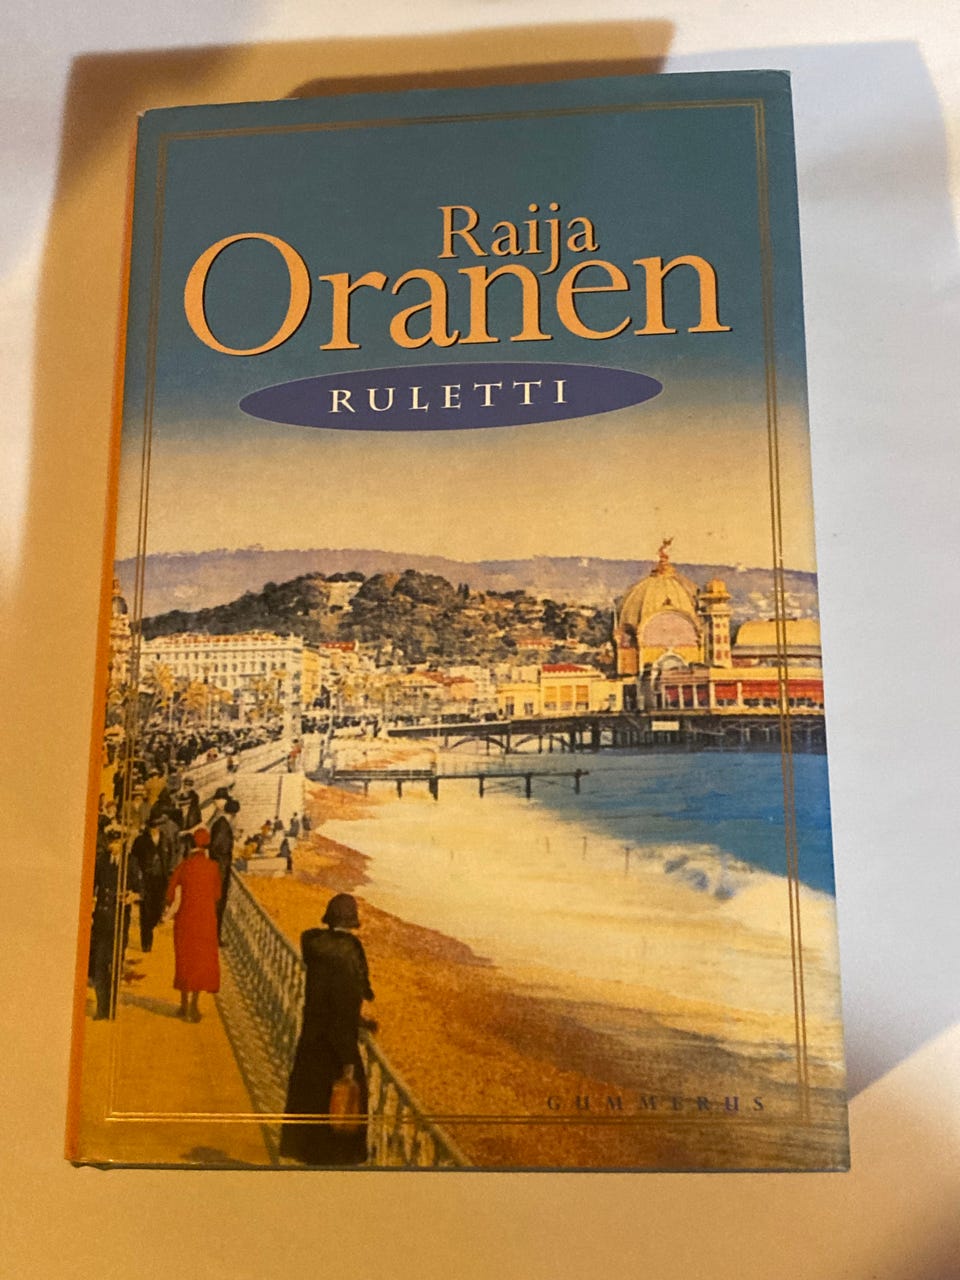 Raija
Oranen
RULETTI
GUMMERUS